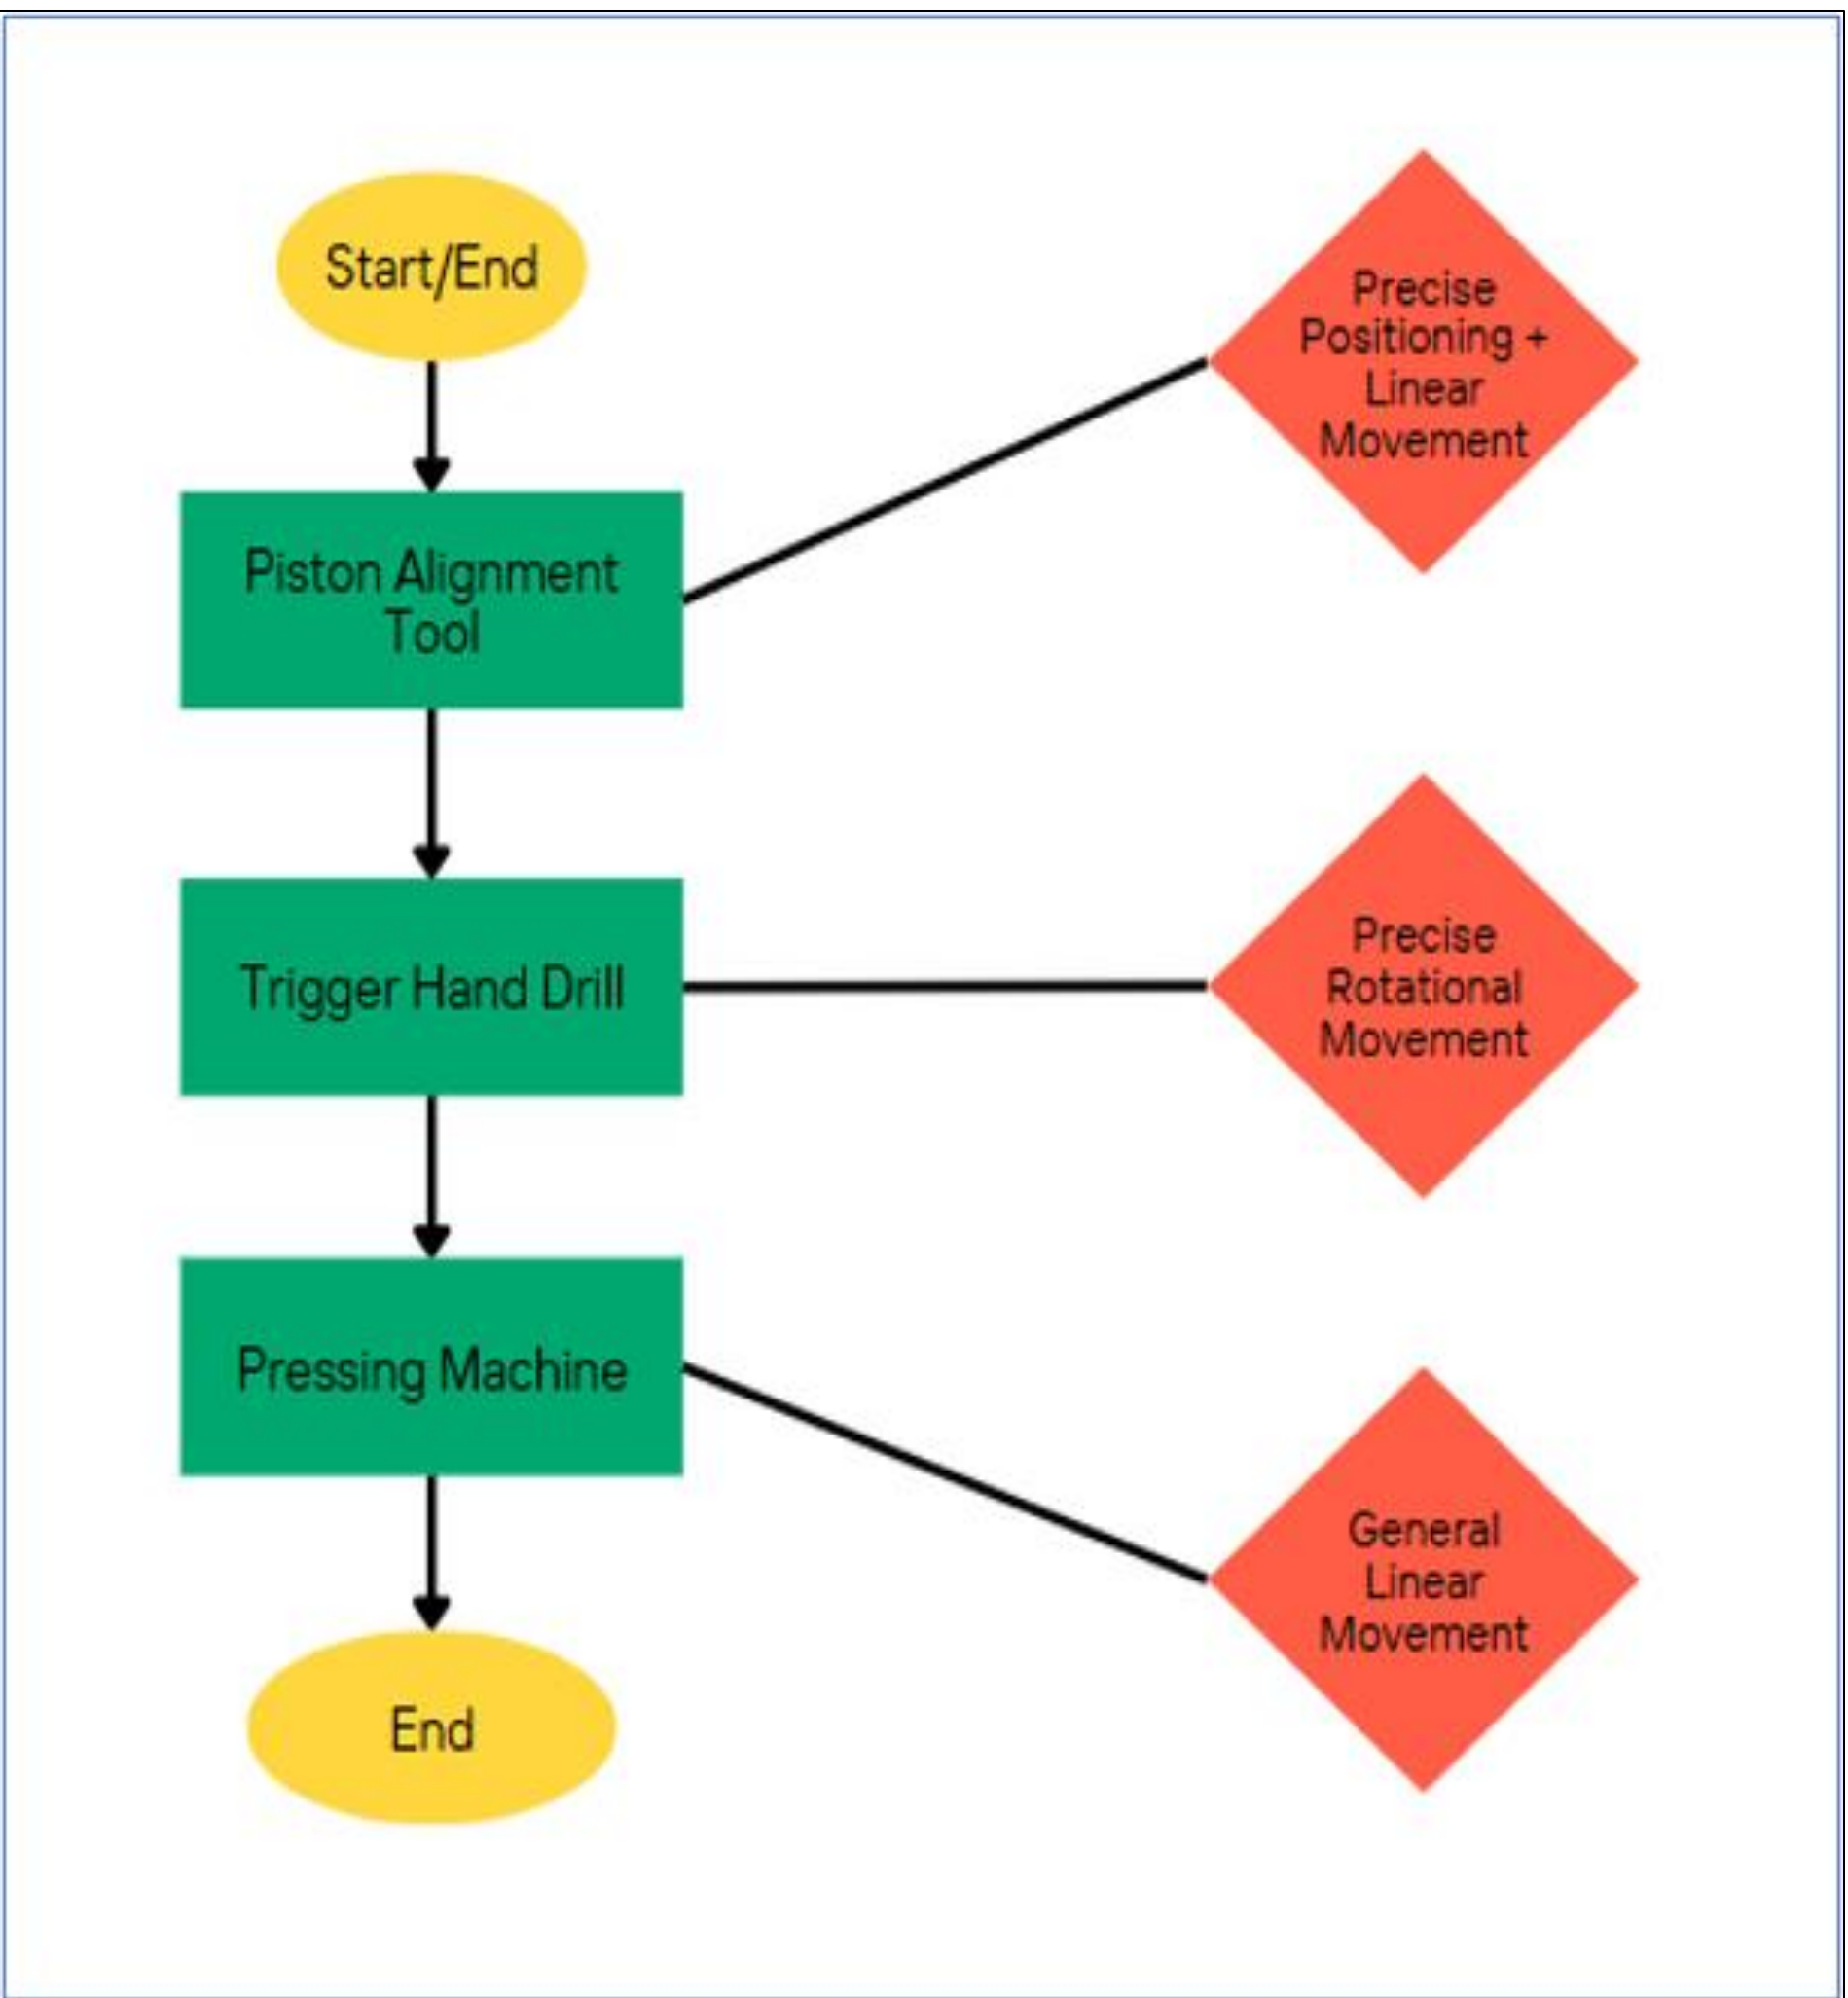 Start/End
Precise
Positioning +
Linear
Movement
Piston Alignment
Tool
Trigger Hand Drill
Precise
Rotational
Movement
Pressing Machine
General
Linear
Movement
End